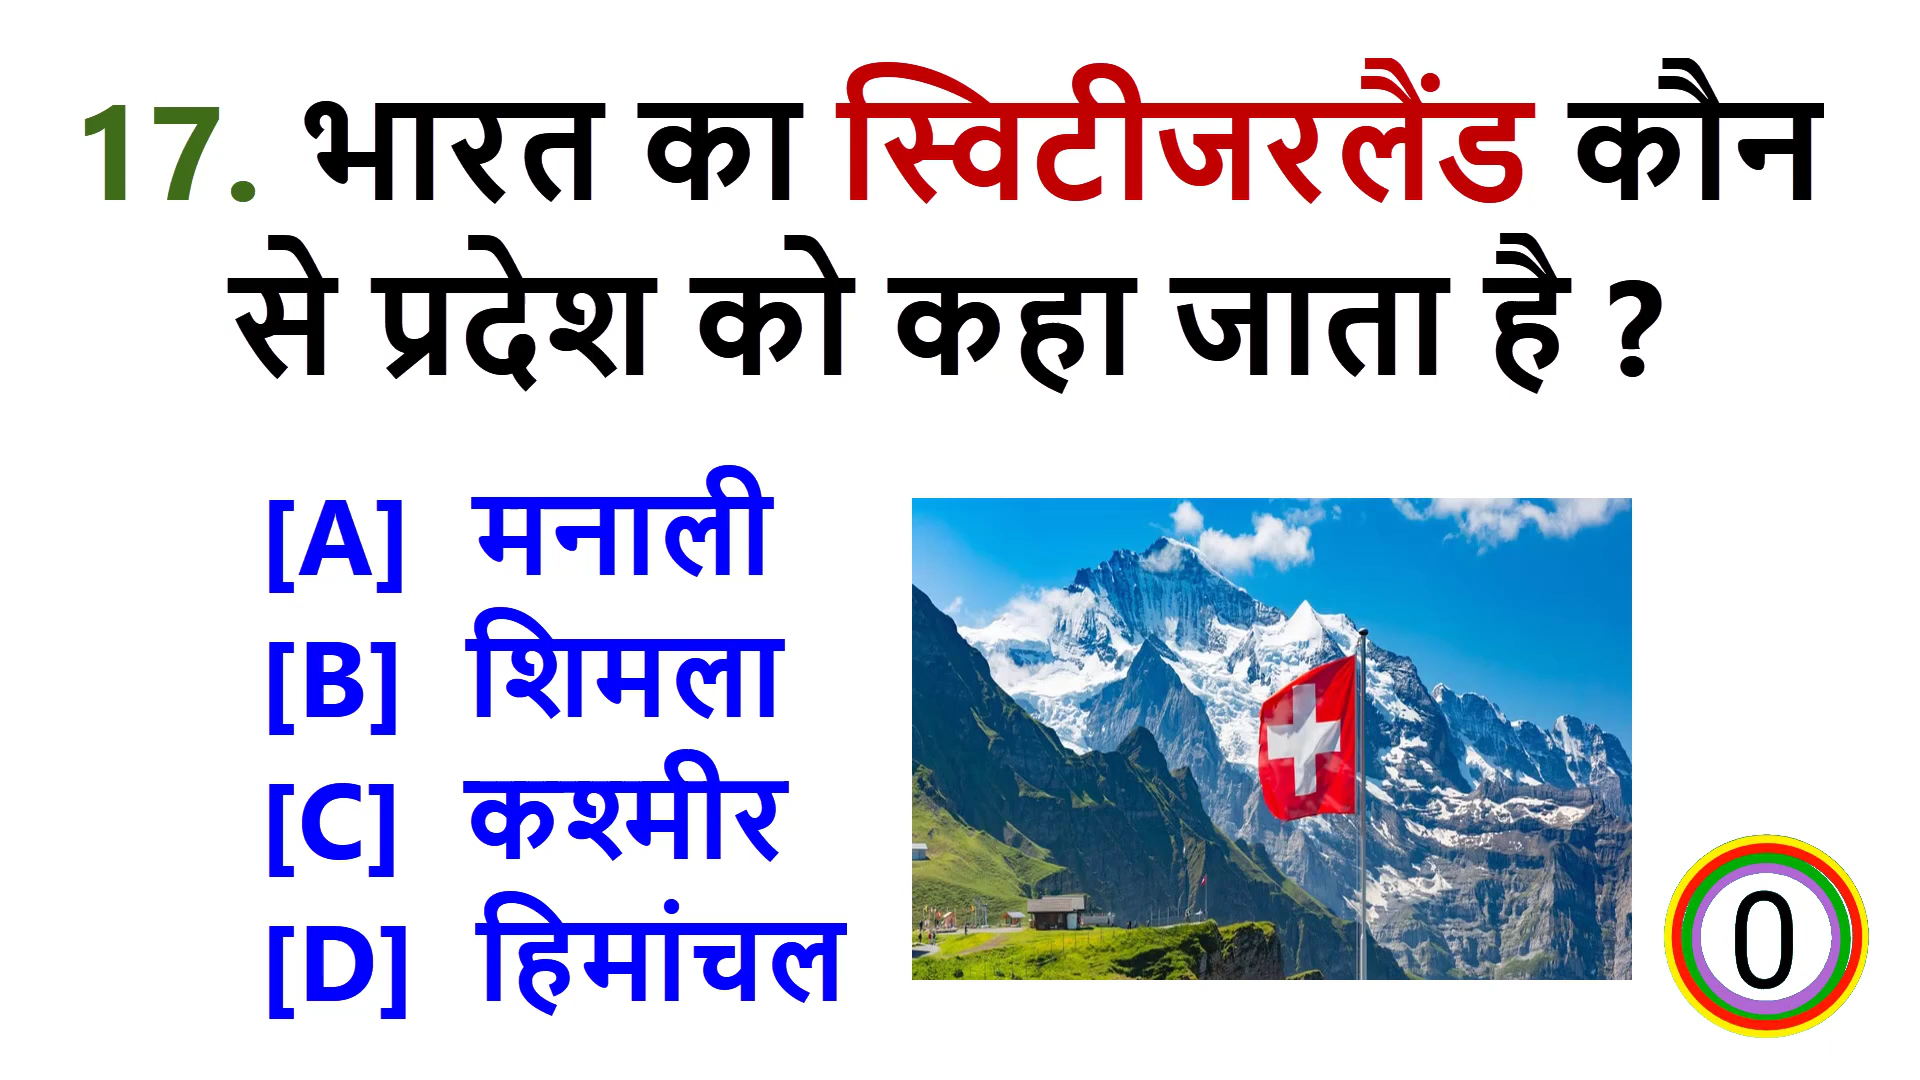 17. भारत का स्विटीजरलैंड कौन
से प्रदेश को कहा जाता है ?
[A] मनाली
[B] शिमला
[C] कश्मीर
[D] हिमांचल
0